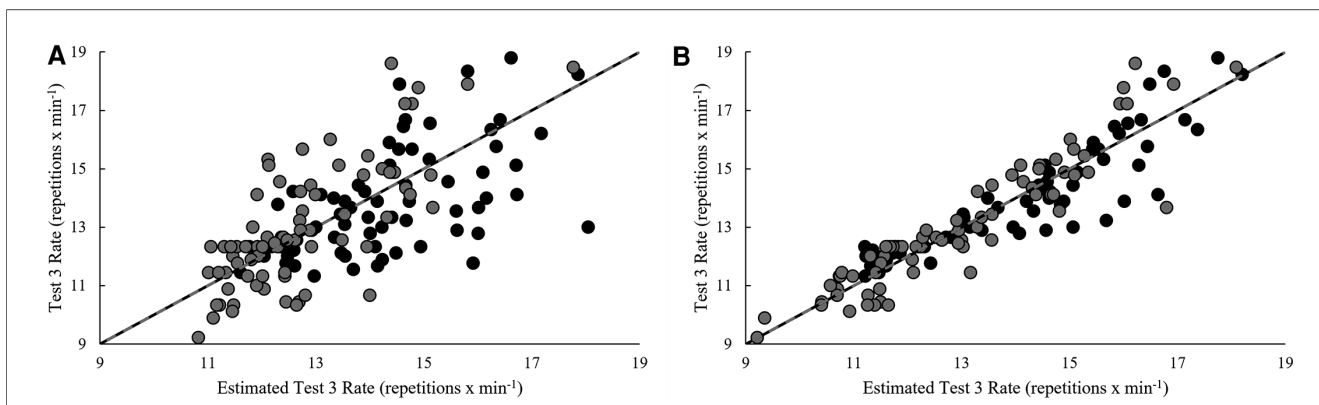 A
19
17
15
13
11
9
Test 3 Rate (repetitions x min-1)
9 11 13 15 17 19
Estimated Test 3 Rate (repetitions x min-1)
B
19
17
15
13
11
9
Test 3 Rate (repetitions x min-1)
9 11 13 15 17 19
Estimated Test 3 Rate (repetitions x min-1)